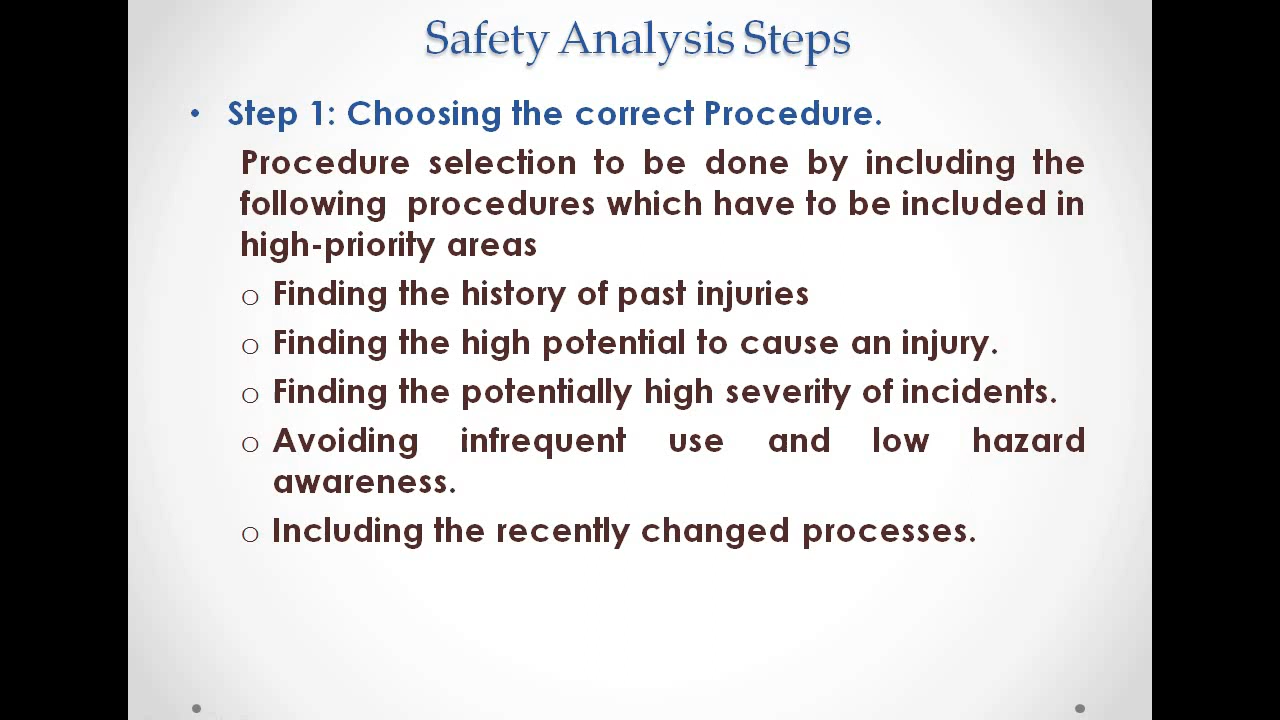 Safety Analysis Steps
• Step 1: Choosing the correct Procedure.
Procedure selection to be done by including the
following procedures which have to be included in
high-priority areas
o Finding the history of past injuries
o Finding the high potential to cause an injury.
o Finding the potentially high severity of incidents.
o Avoiding infrequent use and low hazard
awareness.
o Including the recently changed processes.